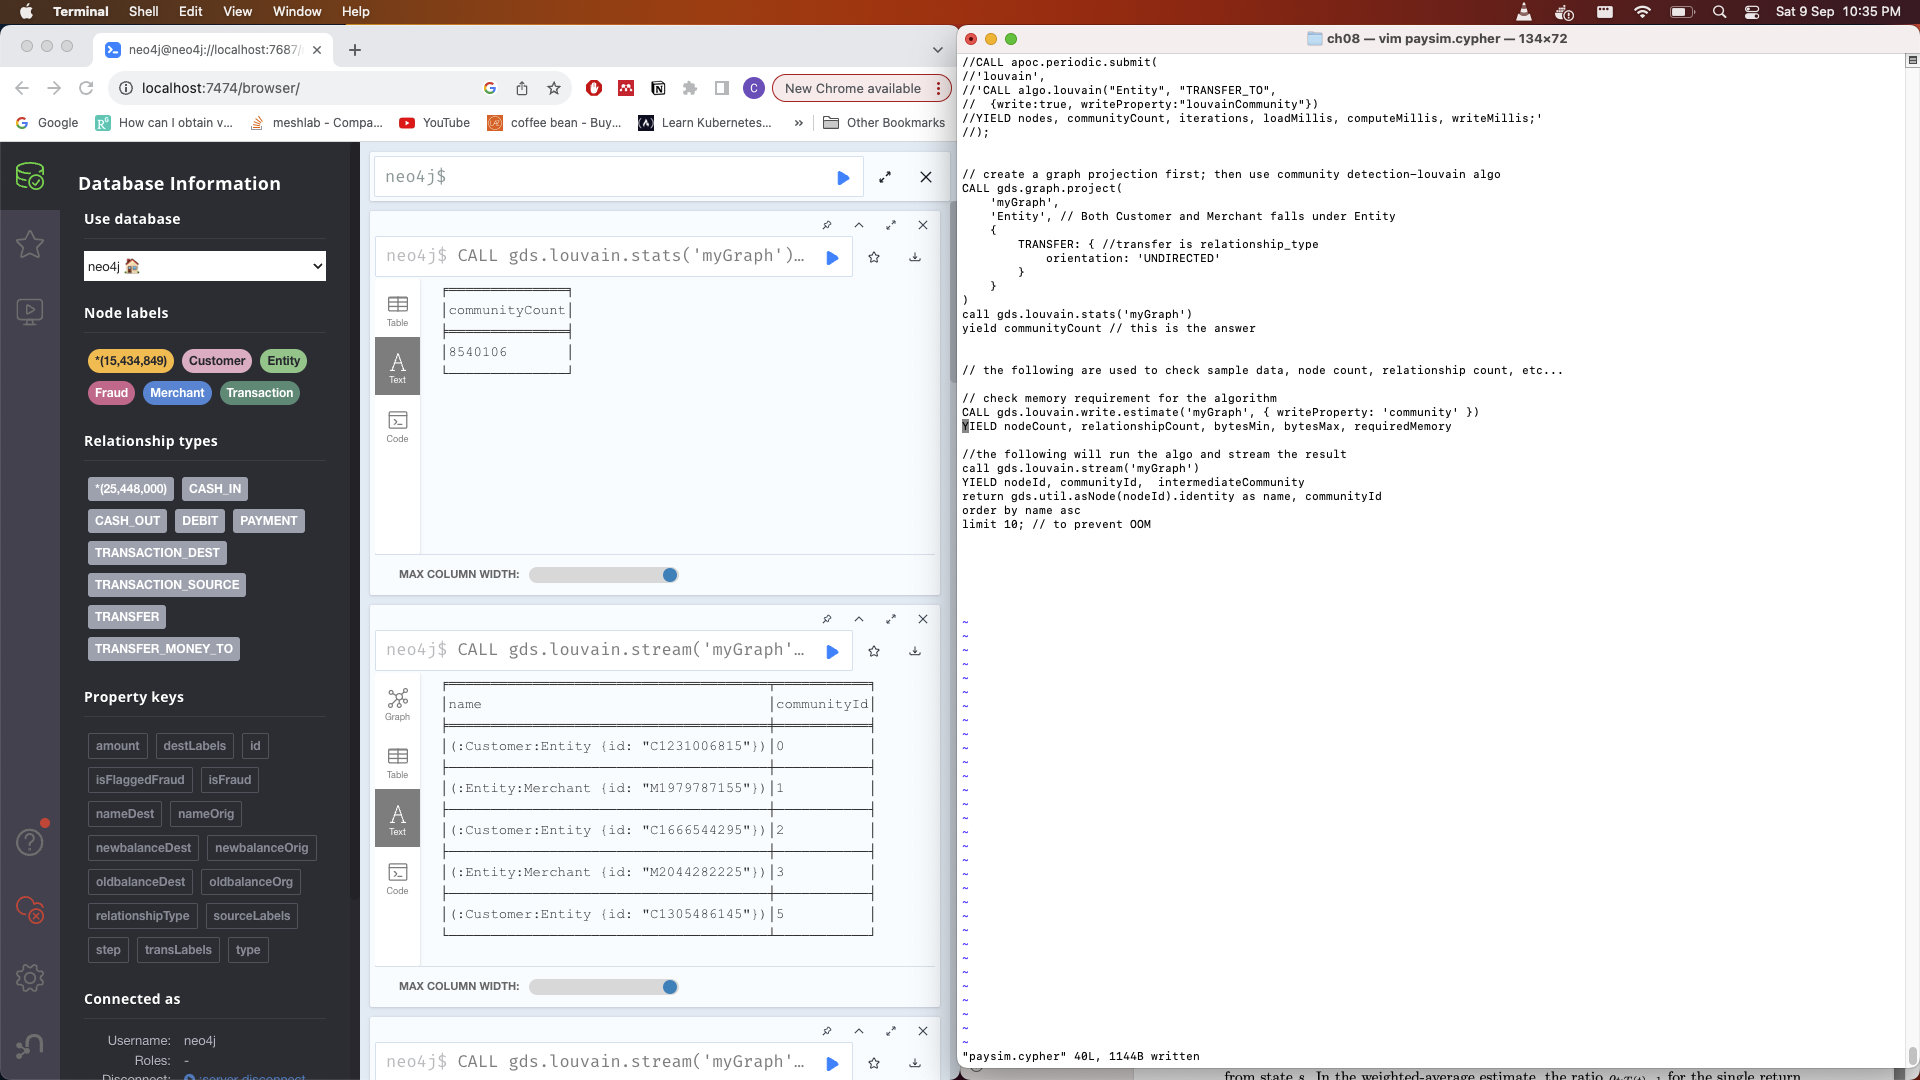 Terminal Shell Edit View Window Help Sat 9 Sep 10:35 PM
neo4j@neo4j://localhost:7687/
localhost:7474/browser/ C New Chrome available
Google How can I obtain v... meshlab - Compa... YouTube coffee bean - Buy... Learn Kubernetes... » Other Bookmarks
Database Information
Use database
neo4j
Node labels
*(15,434,849) Customer Entity
Fraud Merchant Transaction
Relationship types
*(25,448,000) CASH_IN
CASH_OUT DEBIT PAYMENT
TRANSACTION_DEST
TRANSACTION_SOURCE
TRANSFER
TRANSFER_MONEY_TO
Property keys
amount destLabels id
isFlaggedFraud isFraud
nameDest nameOrig
newbalanceDest newbalanceOrig
oldbalanceDest oldbalanceOrg
relationshipType sourceLabels
step transLabels type
Connected as
Username: neo4j
Roles: -
Disconnect: :server disconnect
neo4j$
neo4j$ CALL gds.louvain.stats('myGraph')…
Table
A
Text
Code
communityCount
8540106
MAX COLUMN WIDTH:
neo4j$ CALL gds.louvain.stream('myGraph'…
Graph
Table
A
Text
Code
name communityId
(:Customer:Entity {id: "C1231006815"}) 0
(:Entity:Merchant {id: "M1979787155"}) 1
(:Customer:Entity {id: "C1666544295"}) 2
(:Entity:Merchant {id: "M2044282225"}) 3
(:Customer:Entity {id: "C1305486145"}) 5
MAX COLUMN WIDTH:
neo4j$ CALL gds.louvain.stream('myGraph'…
ch08 — vim paysim.cypher — 134×72
//CALL apoc.periodic.submit(
//'louvain',
//'CALL algo.louvain("Entity", "TRANSFER_TO",
//  {write:true, writeProperty:"louvainCommunity"})
//YIELD nodes, communityCount, iterations, loadMillis, computeMillis, writeMillis;'
//);
// create a graph projection first; then use community detection-louvain algo
CALL gds.graph.project(
'myGraph',
'Entity', // Both Customer and Merchant falls under Entity
{
TRANSFER: { //transfer is relationship_type
orientation: 'UNDIRECTED'
}
}
)
call gds.louvain.stats('myGraph')
yield communityCount // this is the answer
// the following are used to check sample data, node count, relationship count, etc...
// check memory requirement for the algorithm
CALL gds.louvain.write.estimate('myGraph', { writeProperty: 'community' })
YIELD nodeCount, relationshipCount, bytesMin, bytesMax, requiredMemory
//the following will run the algo and stream the result
call gds.louvain.stream('myGraph')
YIELD nodeId, communityId,  intermediateCommunity
return gds.util.asNode(nodeId).identity as name, communityId
order by name asc
limit 10; // to prevent OOM
"paysim.cypher" 40L, 1144B written